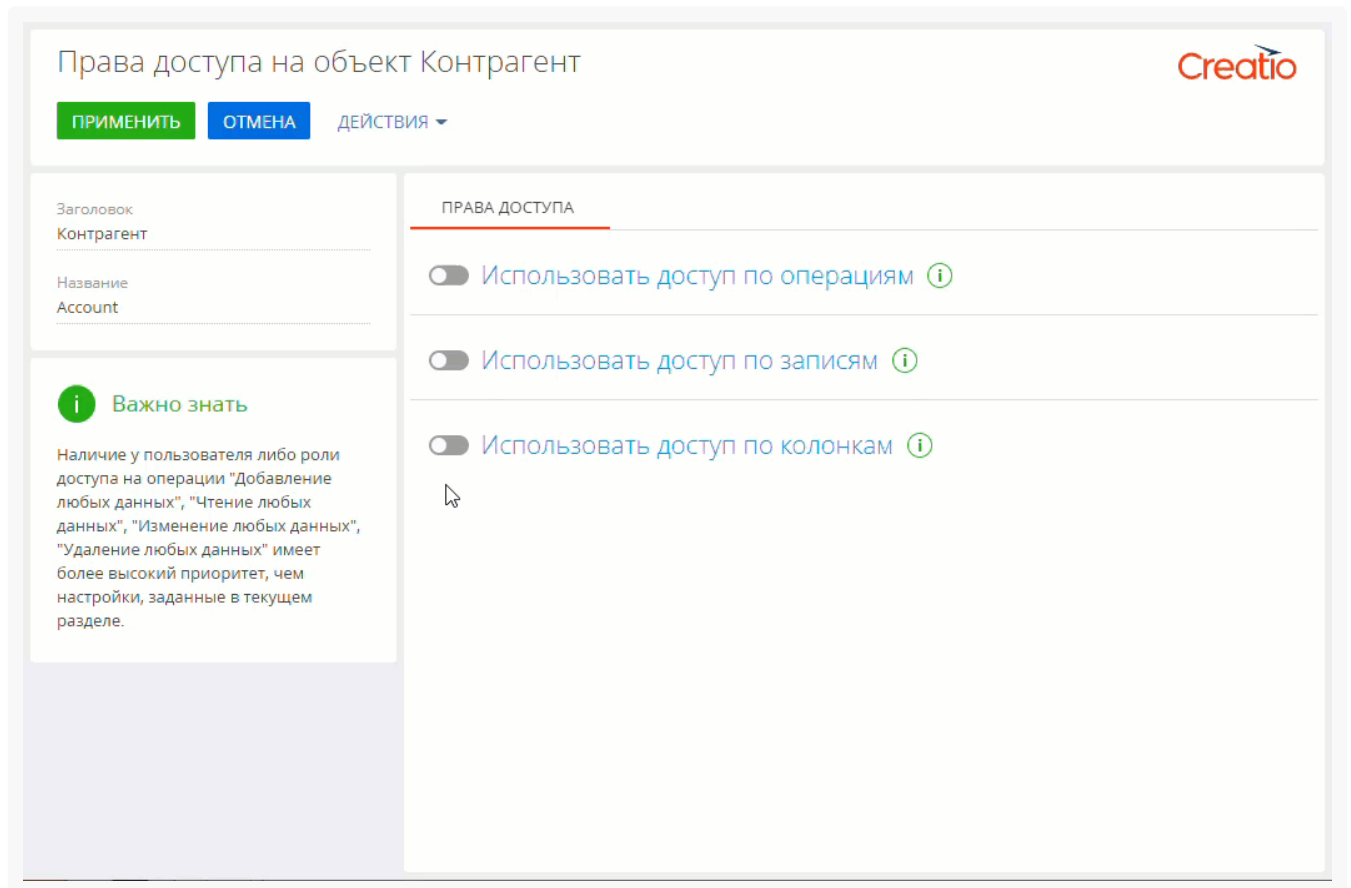 Права доступа на объект Контрагент
Creatio
ПРИМЕНИТЬ
ОТМЕНА
ДЕЙСТВИЯ
Заголовок
Контрагент
Название
Account
i
Важно знать
Наличие у пользователя либо роли
доступа на операции "Добавление
любых данных", "Чтение любых
данных", "Изменение любых данных",
"Удаление любых данных" имеет
более высокий приоритет, чем
настройки, заданные в текущем
разделе.
ПРАВА ДОСТУПА
Использовать доступ по операциям i
Использовать доступ по записям i
Использовать доступ по колонкам i